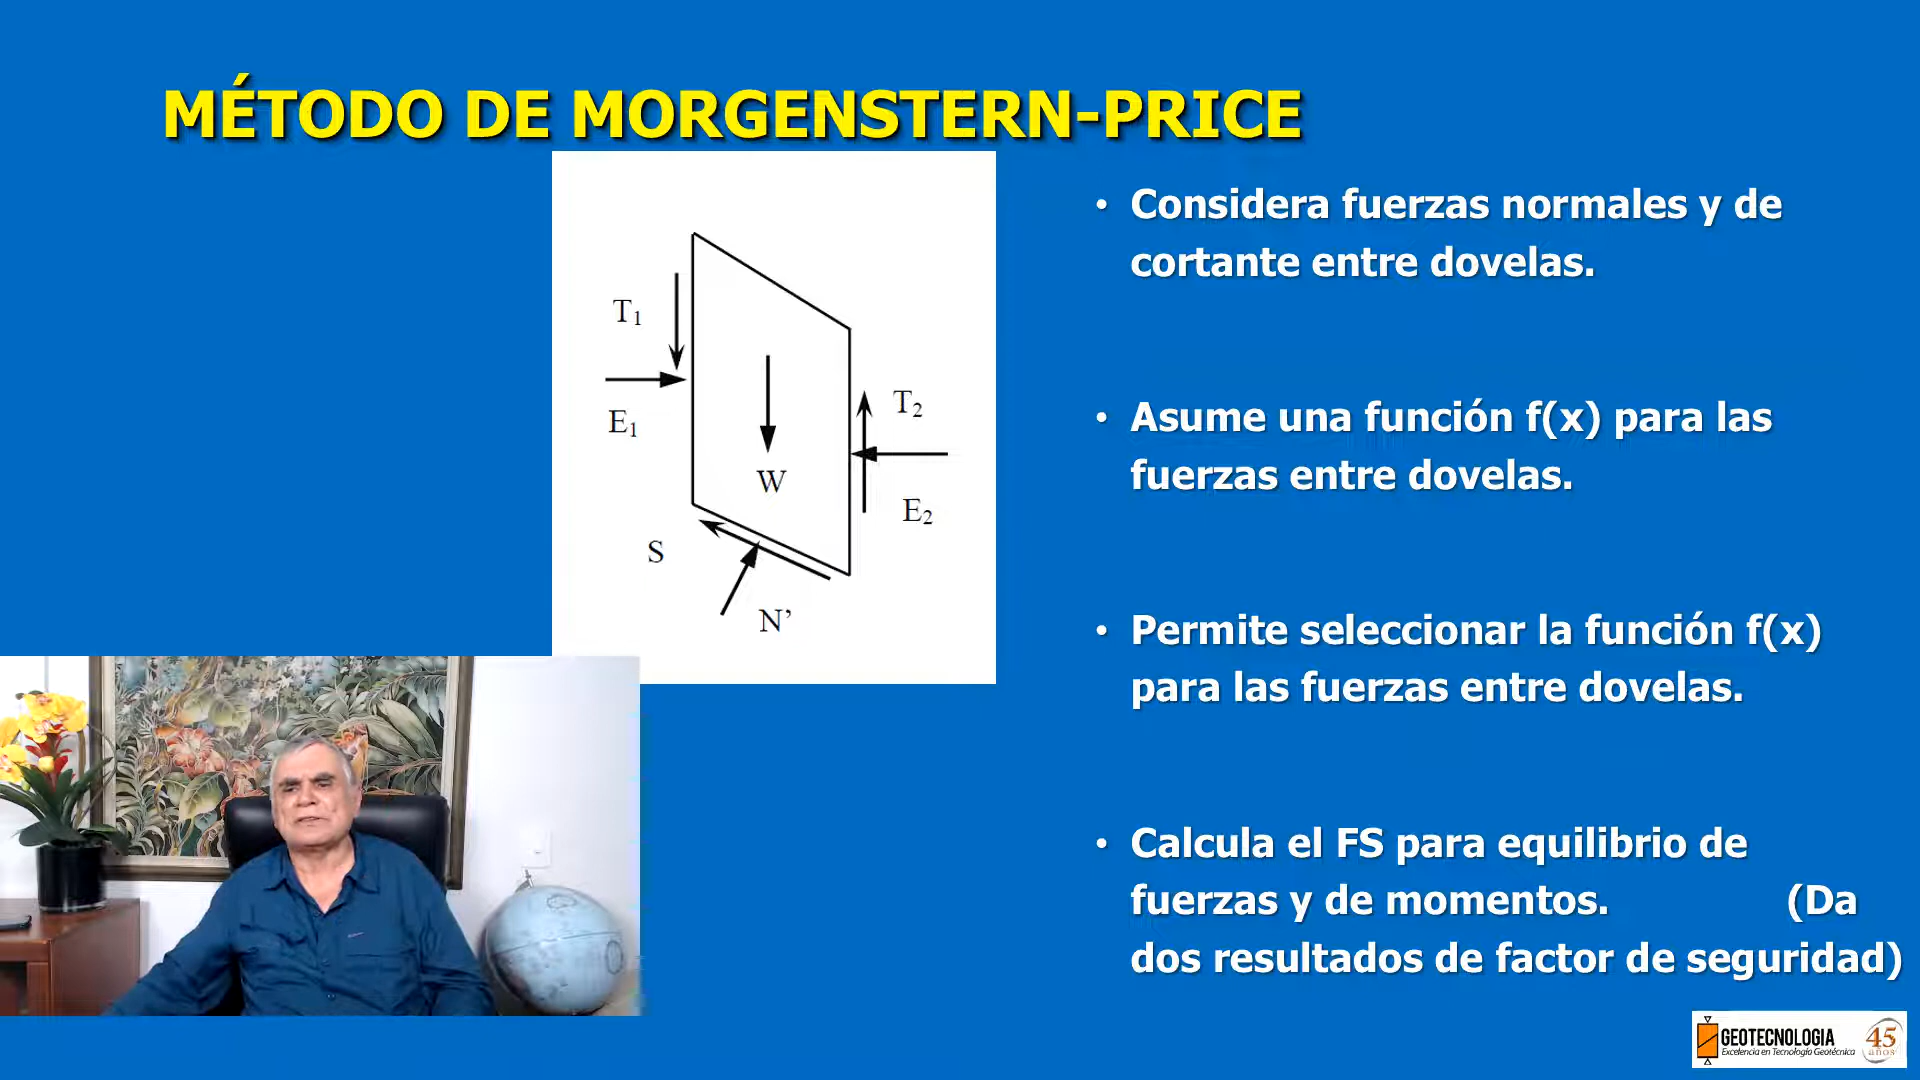 MÉTODO DE MORGENSTERN-PRICE
T1
E1
W
T2
E2
S
N’
• Considera fuerzas normales y de
cortante entre dovelas.
• Asume una función f(x) para las
fuerzas entre dovelas.
• Permite seleccionar la función f(x)
para las fuerzas entre dovelas.
• Calcula el FS para equilibrio de
fuerzas y de momentos. (Da
dos resultados de factor de seguridad)
GEOTECNOLOGIA
Excelencia en Tecnología Geotécnica
45
años